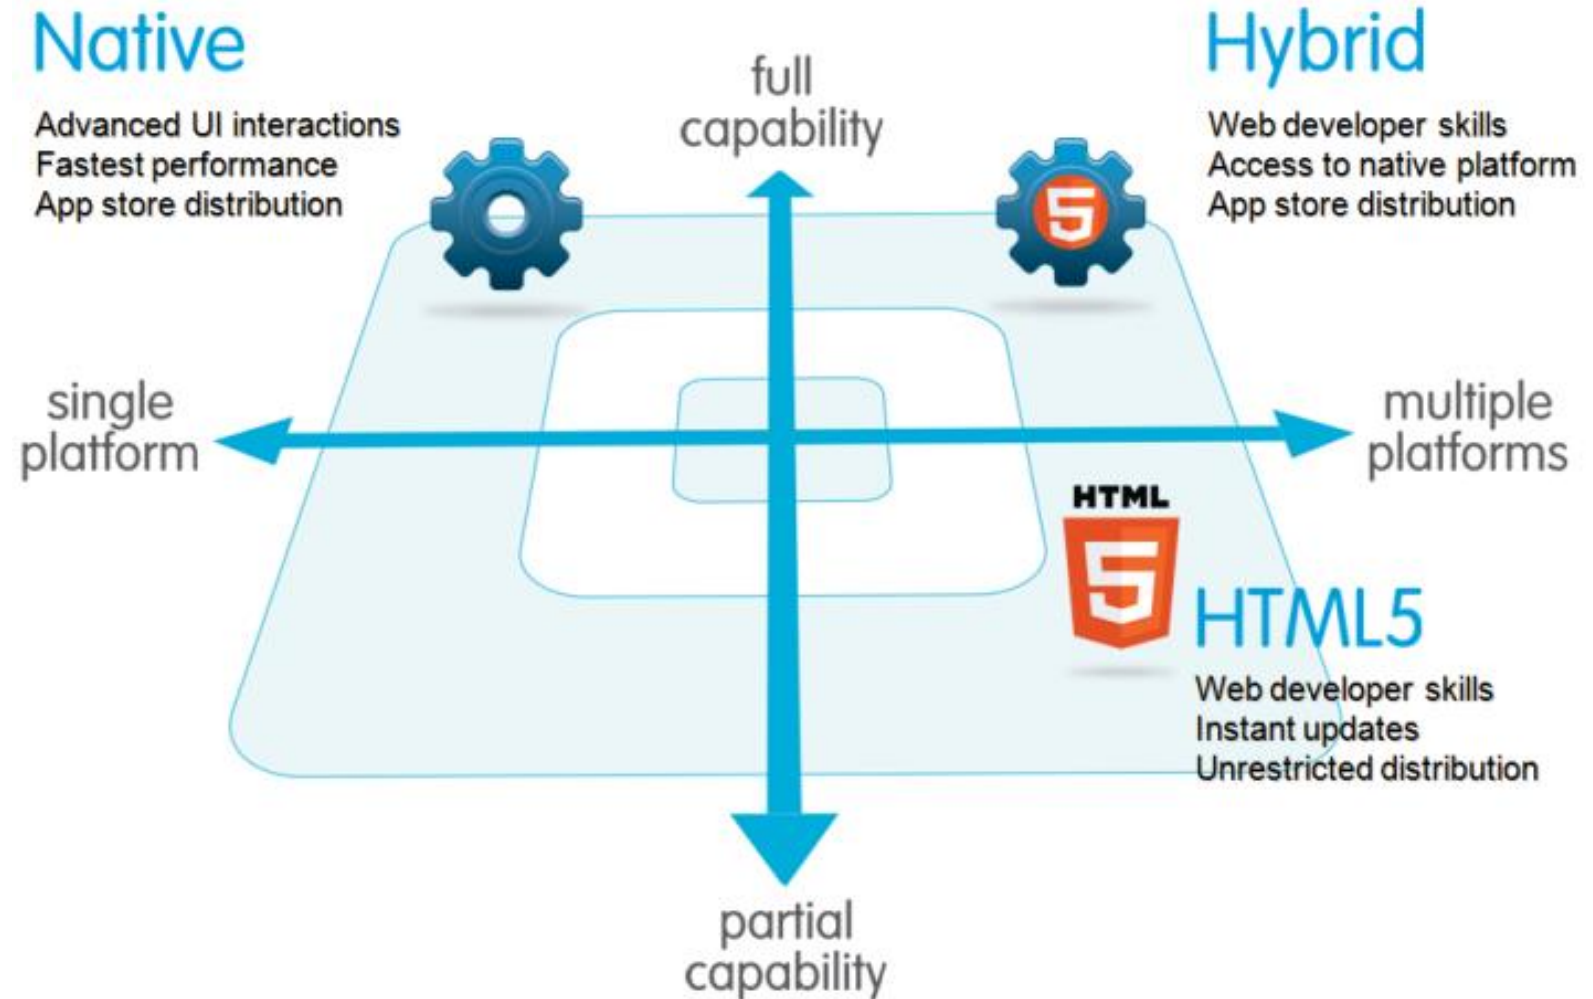 Native
Advanced UI interactions
Fastest performance
App store distribution
full
capability
Hybrid
Web developer skills
Access to native platform
App store distribution
5
single
platform
multiple
platforms
HTML
5
HTML5
Web developer skills
Instant updates
Unrestricted distribution
partial
capability